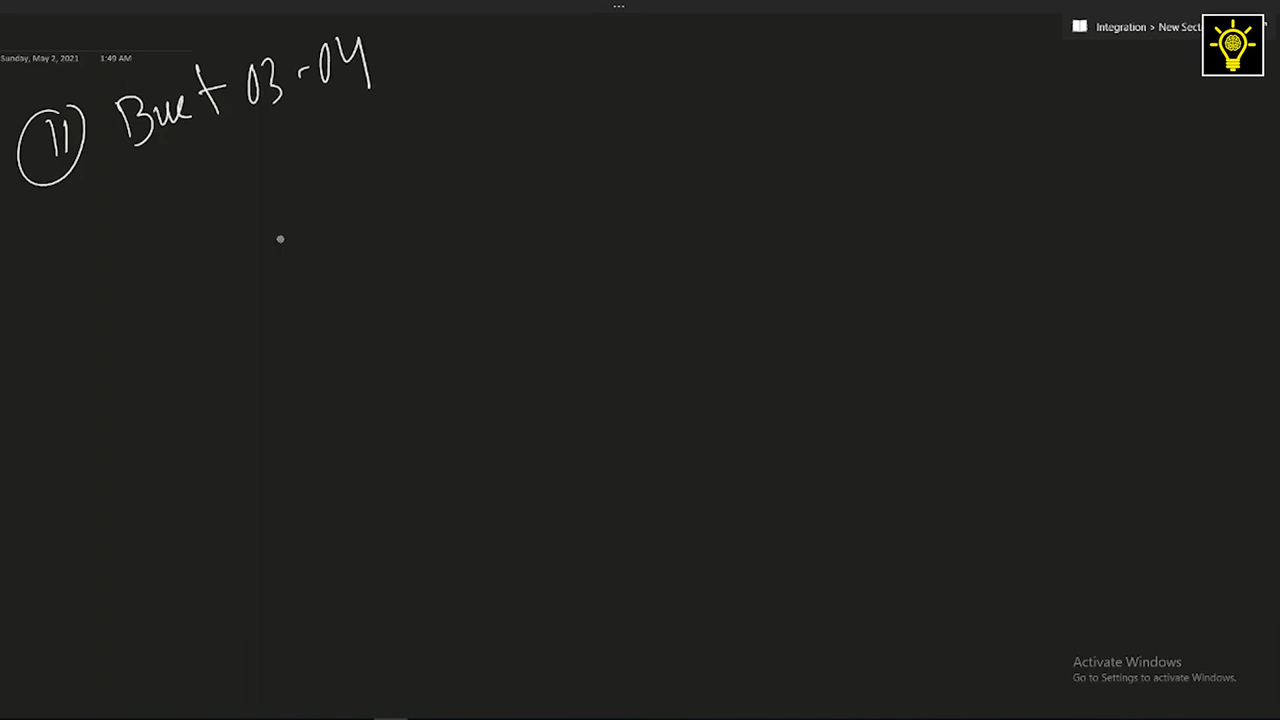 ...
Integration > New Sect
Sunday, May 2, 2021 1:49 AM
11 Buet 03-04
Activate Windows
Go to Settings to activate Windows.